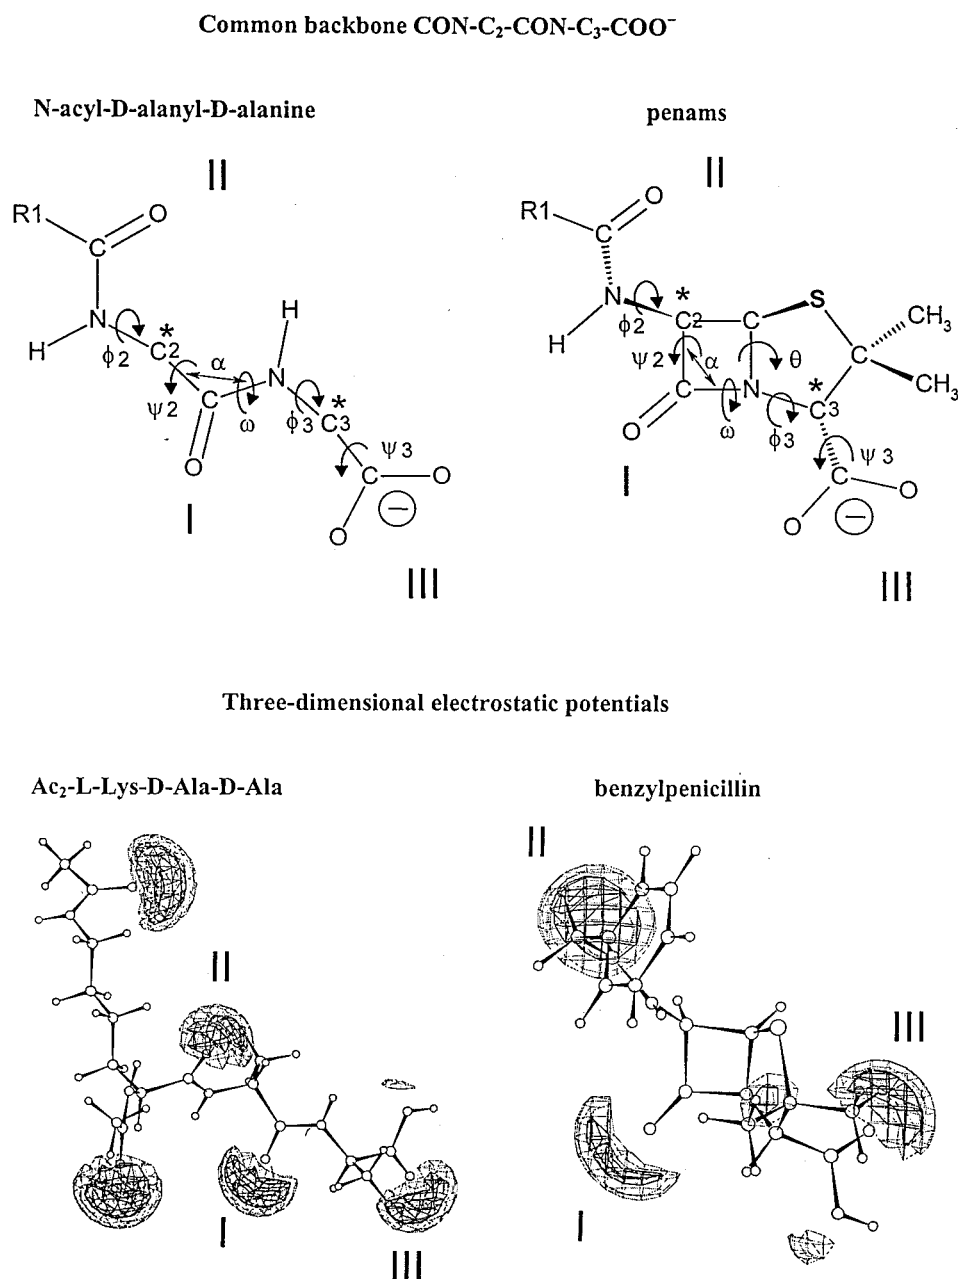 Common backbone CON-C₂-CON-C₃-COO⁻
N-acyl-D-alanyl-D-alanine
penams
II
II
R1
O
C
H
N
H
ϕ2
*
C2
α
N
ψ2
C
ω
ϕ3
*
C3
ψ3
O
C
O
O
I
III
R1
O
C
N
H
ϕ2
*
C2
C
S
CH₃
ψ2
α
θ
C
CH₃
C
N
*
C3
O
ω
ϕ3
ψ3
C
O
O
I
III
Three-dimensional electrostatic potentials
Ac₂-L-Lys-D-Ala-D-Ala
benzylpenicillin
II
II
III
I
I
III